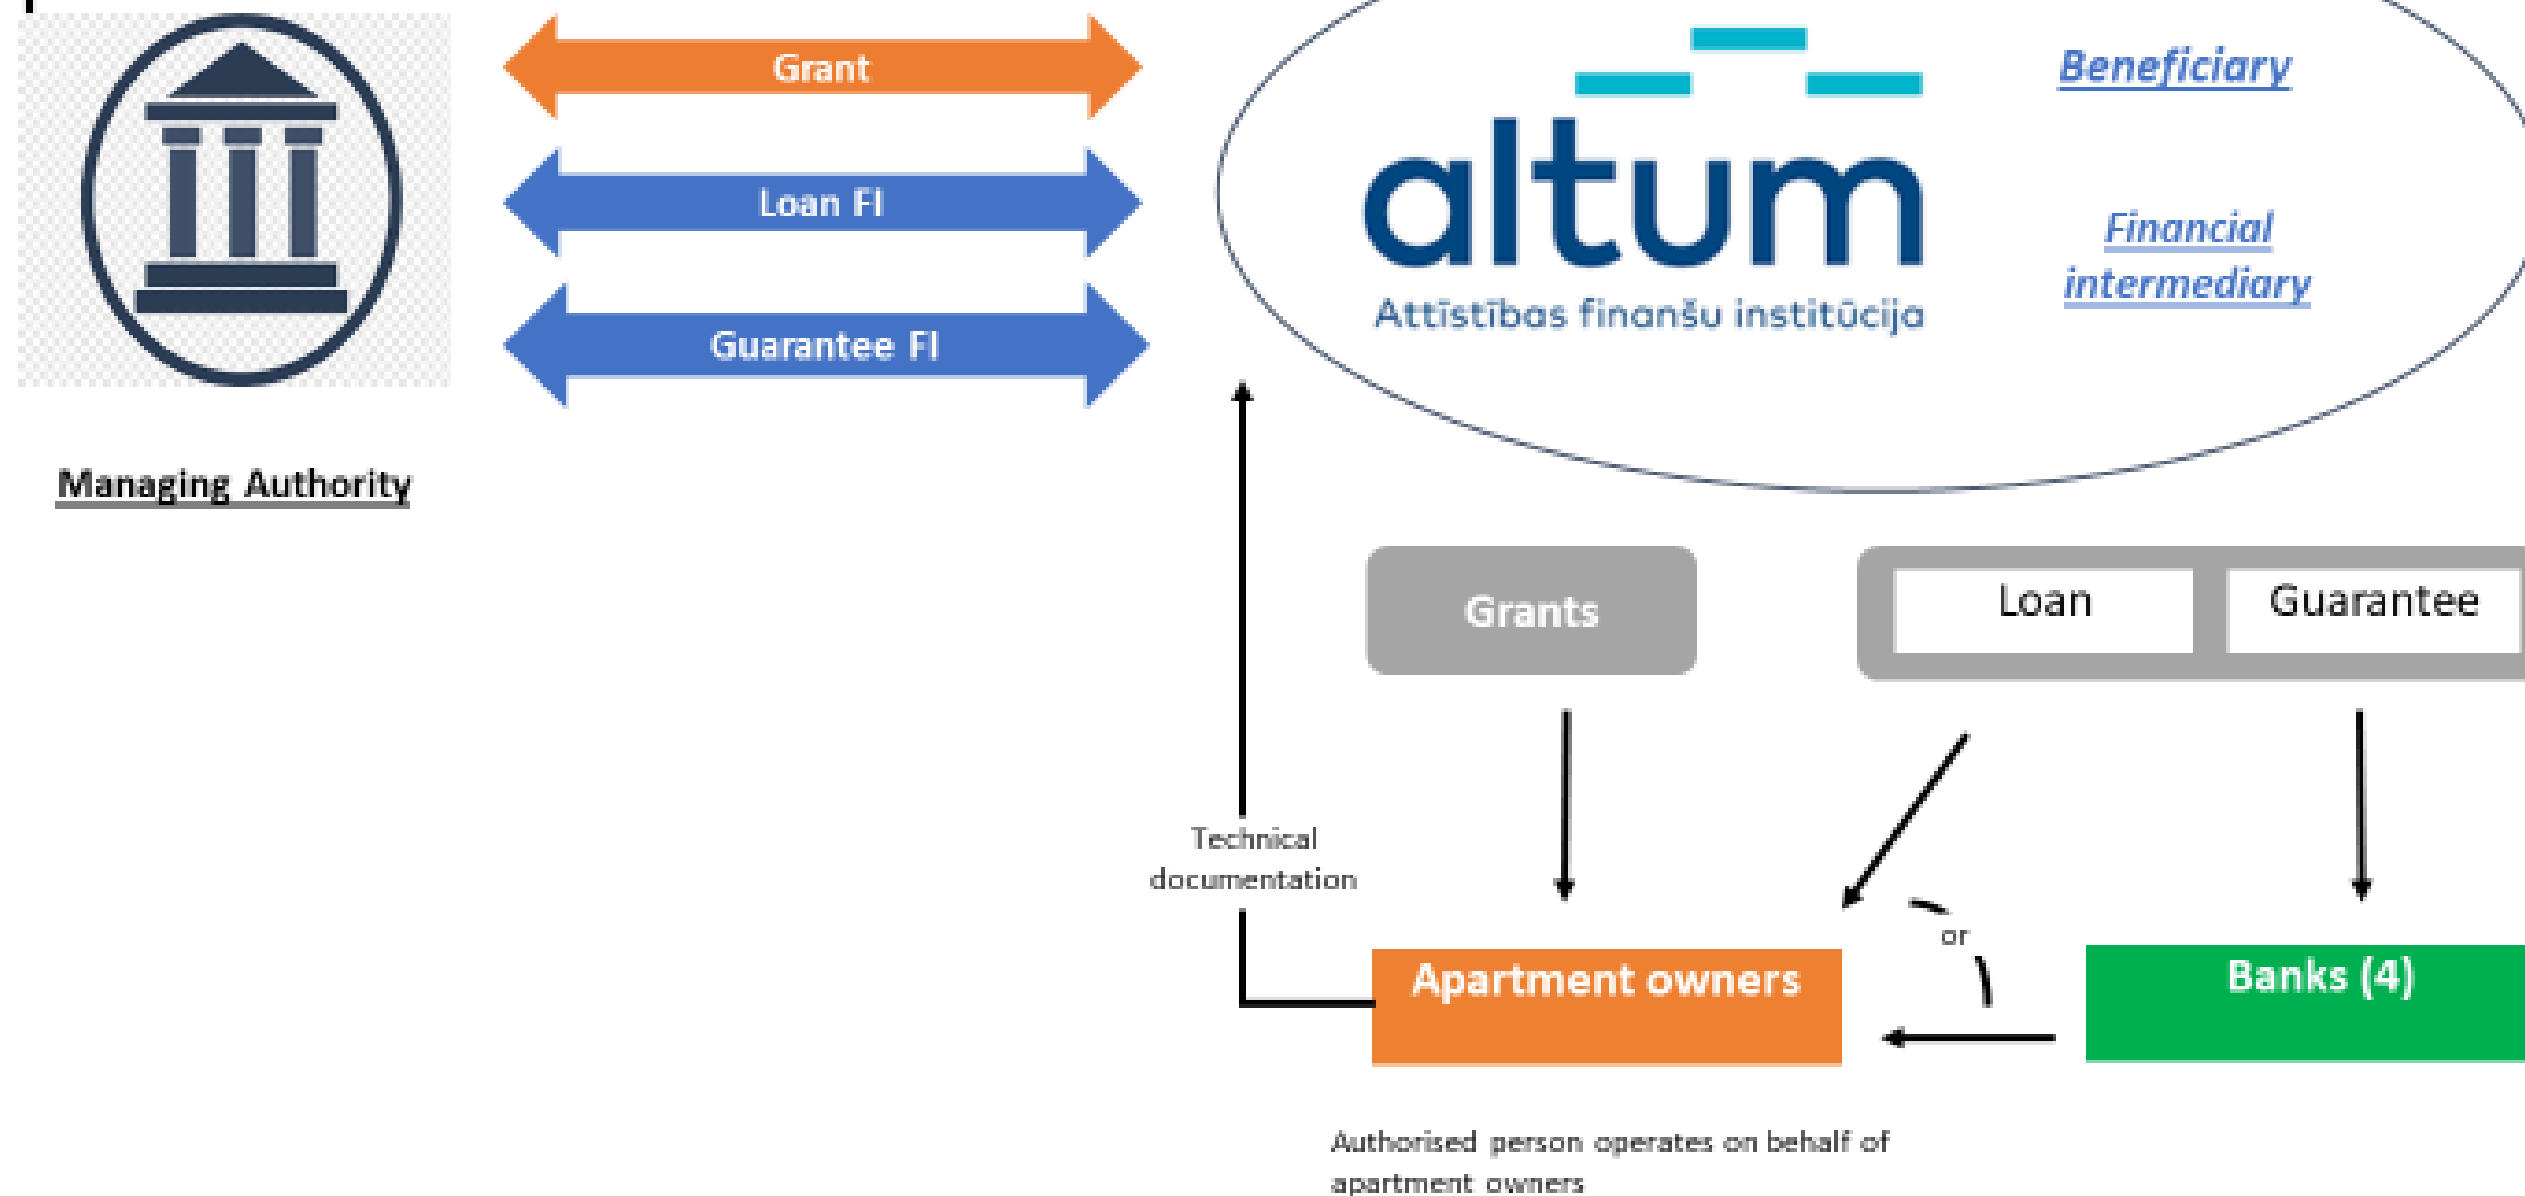 Grant
Loan FI
Guarantee FI
Managing Authority
altum
Attīstības finanšu institūcija
Beneficiary
Financial
intermediary
Grants
Loan
Guarantee
Technical
documentation
or
Apartment owners
Banks (4)
Authorised person operates on behalf of
apartment owners